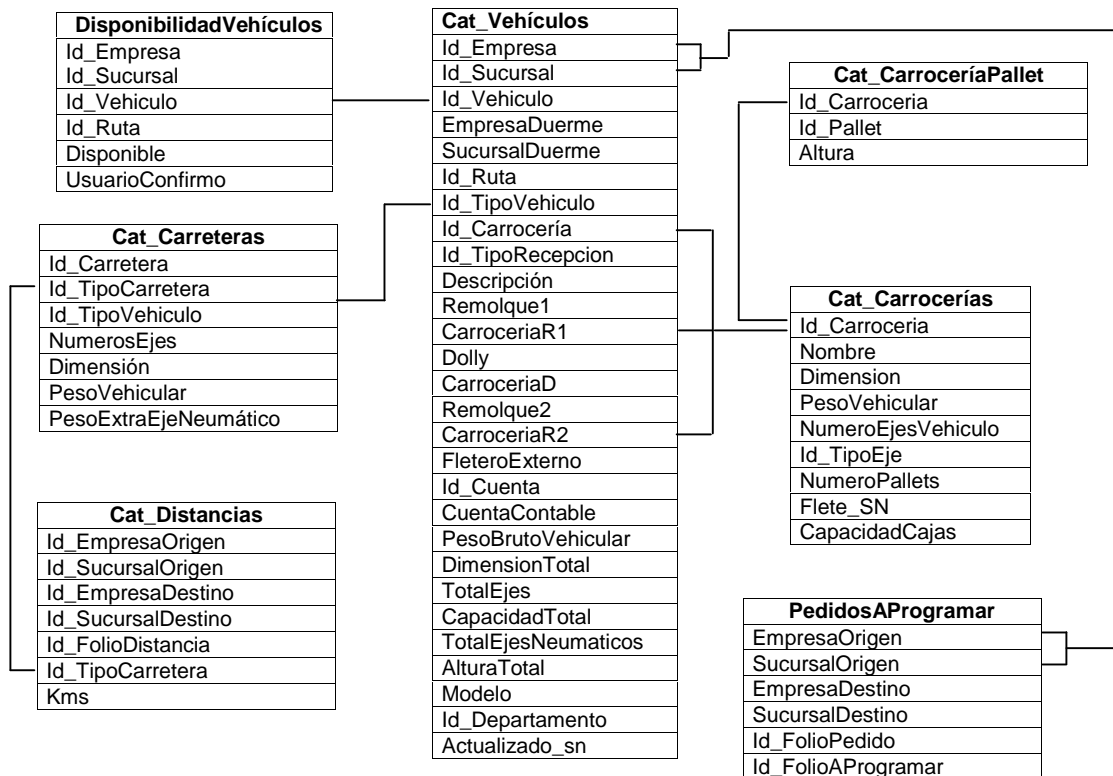 DisponibilidadVehículos
Id_Empresa
Id_Sucursal
Id_Vehiculo
Id_Ruta
Disponible
UsuarioConfirmo
Cat_Carreteras
Id_Carretera
Id_TipoCarretera
Id_TipoVehiculo
NumerosEjes
Dimensión
PesoVehicular
PesoExtraEjeNeumático
Cat_Distancias
Id_EmpresaOrigen
Id_SucursalOrigen
Id_EmpresaDestino
Id_SucursalDestino
Id_FolioDistancia
Id_TipoCarretera
Kms
Cat_Vehículos
Id_Empresa
Id_Sucursal
Id_Vehiculo
EmpresaDuerme
SucursalDuerme
Id_Ruta
Id_TipoVehiculo
Id_Carrocería
Id_TipoRecepcion
Descripción
Remolque1
CarroceriaR1
Dolly
CarroceriaD
Remolque2
CarroceriaR2
FleteroExterno
Id_Cuenta
CuentaContable
PesoBrutoVehicular
DimensionTotal
TotalEjes
CapacidadTotal
TotalEjesNeumaticos
AlturaTotal
Modelo
Id_Departamento
Actualizado_sn
Cat_CarroceríaPallet
Id_Carroceria
Id_Pallet
Altura
Cat_Carrocerías
Id_Carroceria
Nombre
Dimension
PesoVehicular
NumeroEjesVehiculo
Id_TipoEje
NumeroPallets
Flete_SN
CapacidadCajas
PedidosAProgramar
EmpresaOrigen
SucursalOrigen
EmpresaDestino
SucursalDestino
Id_FolioPedido
Id_FolioAProgramar